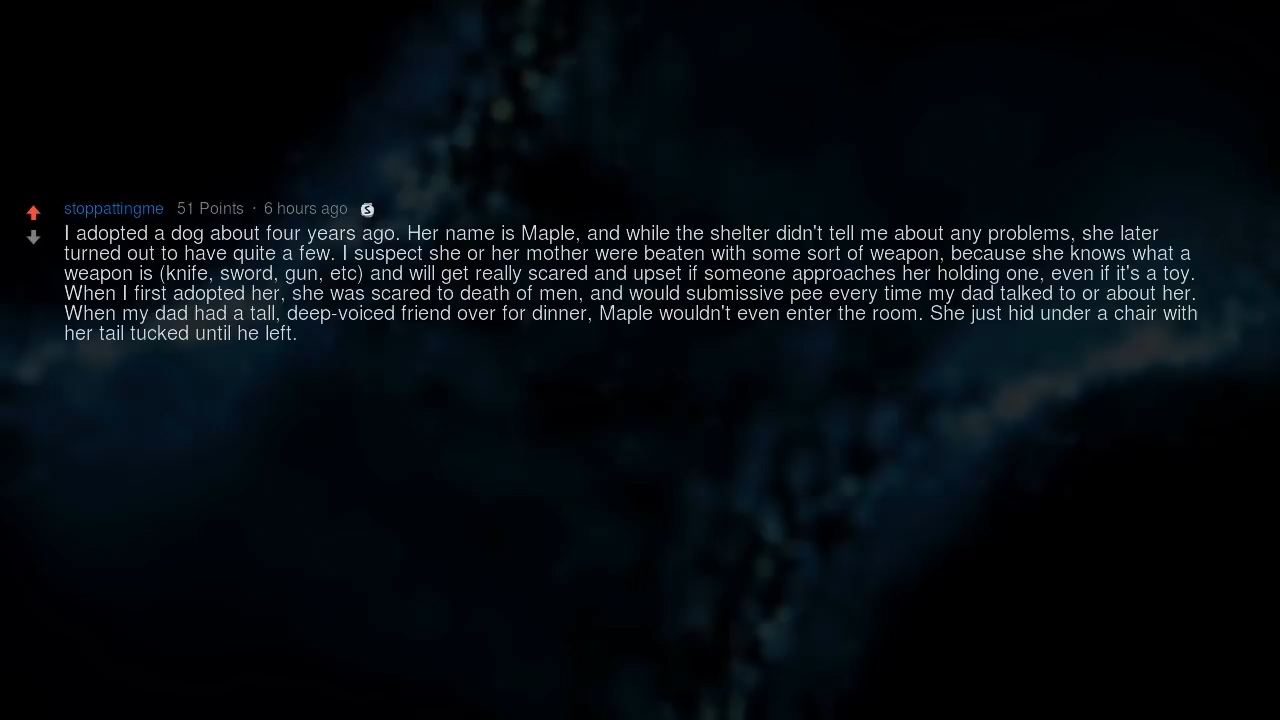 stoppattingme 51 Points · 6 hours ago
I adopted a dog about four years ago. Her name is Maple, and while the shelter didn't tell me about any problems, she later
turned out to have quite a few. I suspect she or her mother were beaten with some sort of weapon, because she knows what a
weapon is (knife, sword, gun, etc) and will get really scared and upset if someone approaches her holding one, even if it's a toy.
When I first adopted her, she was scared to death of men, and would submissive pee every time my dad talked to or about her.
When my dad had a tall, deep-voiced friend over for dinner, Maple wouldn't even enter the room. She just hid under a chair with
her tail tucked until he left.